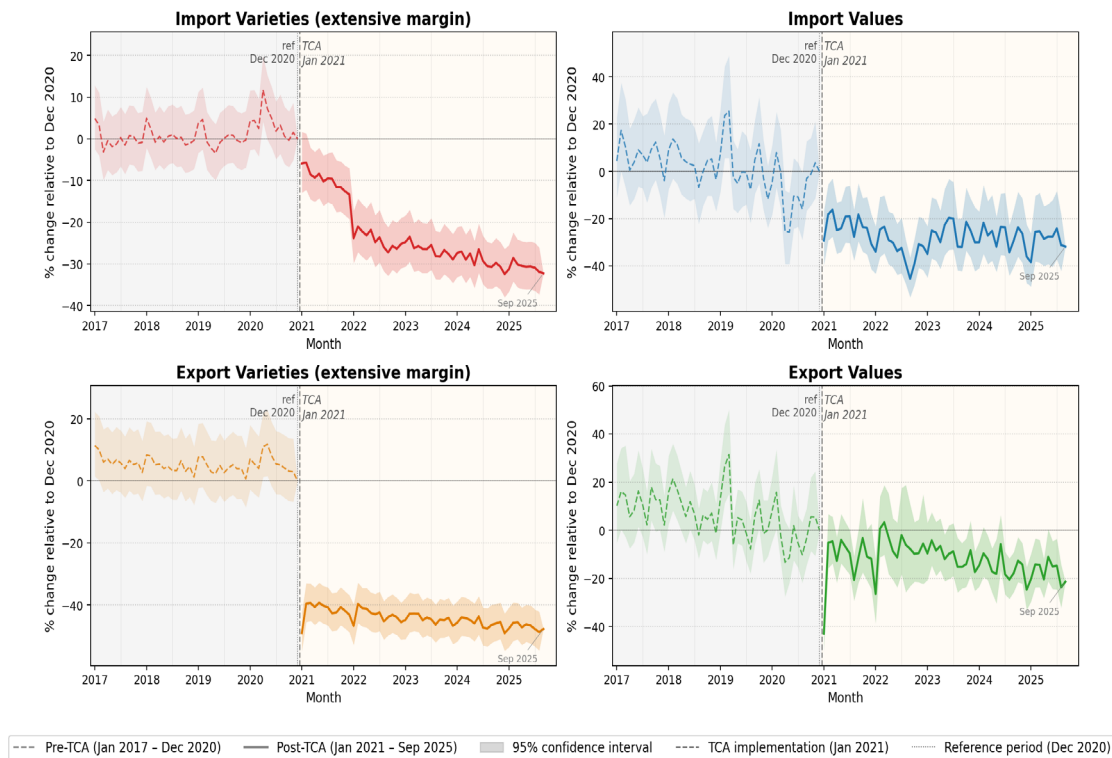 Import Varieties (extensive margin)
% change relative to Dec 2020
20
10
0
−10
−20
−30
−40
ref
Dec 2020
TCA
Jan 2021
Sep 2025
2017 2018 2019 2020 2021 2022 2023 2024 2025
Month
Import Values
% change relative to Dec 2020
40
20
0
−20
−40
ref
Dec 2020
TCA
Jan 2021
Sep 2025
2017 2018 2019 2020 2021 2022 2023 2024 2025
Month
Export Varieties (extensive margin)
% change relative to Dec 2020
20
0
−20
−40
ref
Dec 2020
TCA
Jan 2021
Sep 2025
2017 2018 2019 2020 2021 2022 2023 2024 2025
Month
Export Values
% change relative to Dec 2020
60
40
20
0
−20
−40
ref
Dec 2020
TCA
Jan 2021
Sep 2025
2017 2018 2019 2020 2021 2022 2023 2024 2025
Month
Pre-TCA (Jan 2017 – Dec 2020) Post-TCA (Jan 2021 – Sep 2025) 95% confidence interval TCA implementation (Jan 2021) Reference period (Dec 2020)